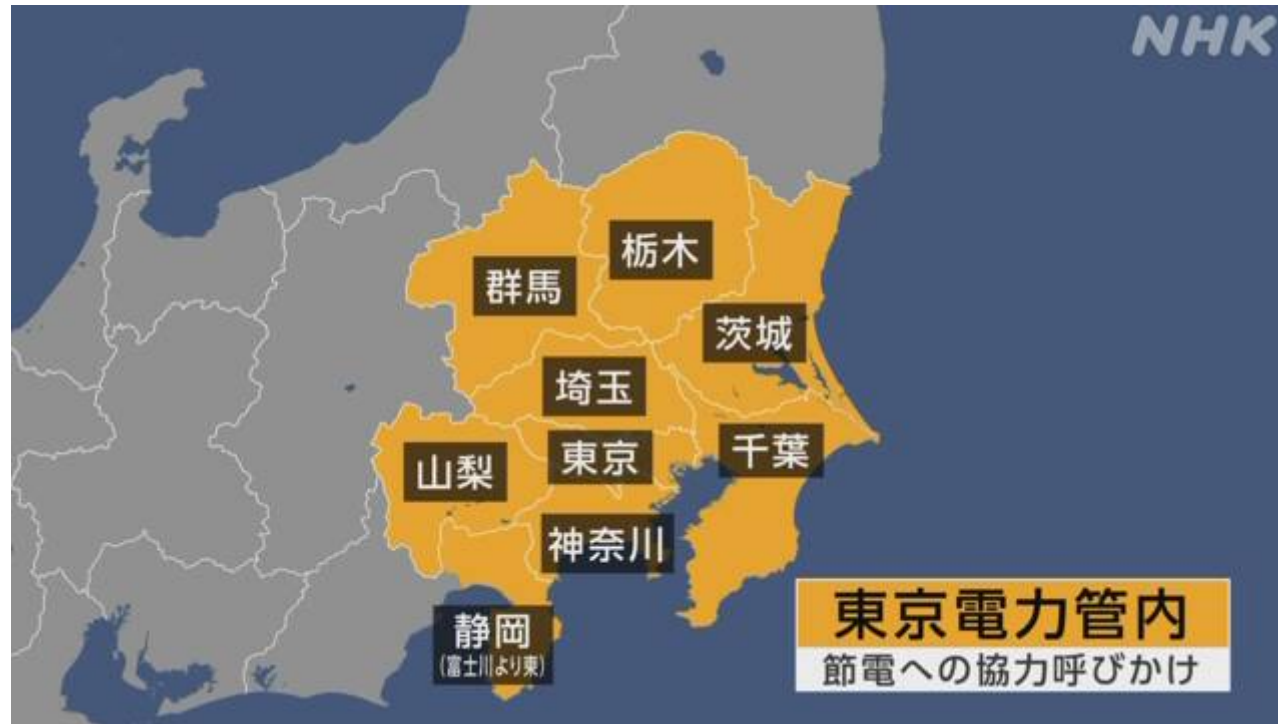 NHK
栃木
群馬
茨城
埼玉
東京
千葉
山梨
神奈川
静岡
(富士川より東)
東京電力管内
節電への協力呼びかけ